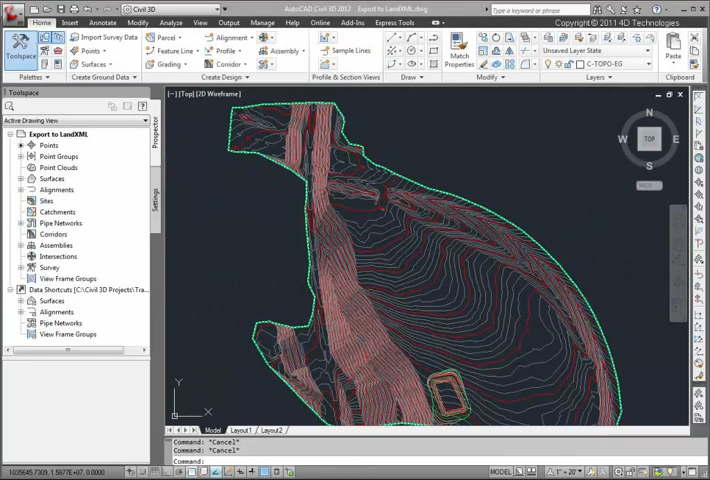 Civil 3D
AutoCAD Civil 3D 2012 Export to LandXML.dwg
Type a keyword or phrase
Home Insert Annotate Modify Analyze View Output Manage Help Online Add-ins Express Tools
Copyright © 2011 4D Technologies
Toolspace
Import Survey Data
Points
Surfaces
Parcel
Feature Line
Grading
Alignment
Profile
Assembly
Sample Lines
Match
Properties
Unsaved Layer State
C-TOPO-EG
Paste
Palettes
Create Ground Data
Create Design
Profile & Section Views
Draw
Modify
Layers
Clipboard
Toolspace
Active Drawing View
Export to LandXML
Points
Point Groups
Point Clouds
Surfaces
Alignments
Sites
Catchments
Pipe Networks
Corridors
Assemblies
Intersections
Survey
View Frame Groups
Data Shortcuts [C:\Civil 3D Projects\Tra...
Surfaces
Alignments
Pipe Networks
View Frame Groups
Prospector
Settings
[–] [Top] [2D Wireframe]
N
W TOP E
S
Y
X
Model Layout1 Layout2
Command: *Cancel*
Command: *Cancel*
Command:
MODEL
1" = 20'